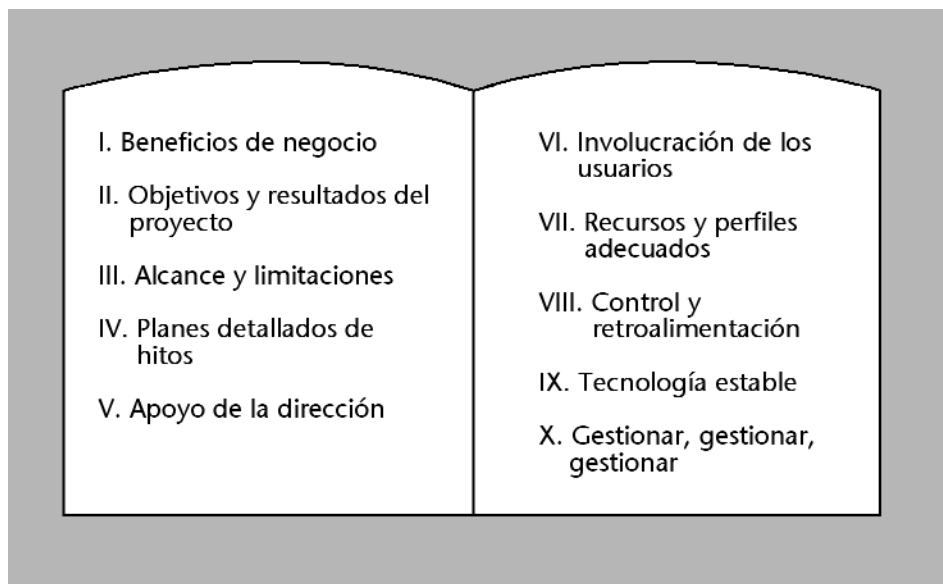 I. Beneficios de negocio
II. Objetivos y resultados del
proyecto
III. Alcance y limitaciones
IV. Planes detallados de
hitos
V. Apoyo de la dirección
VI. Involucración de los
usuarios
VII. Recursos y perfiles
adecuados
VIII. Control y
retroalimentación
IX. Tecnología estable
X. Gestionar, gestionar,
gestionar